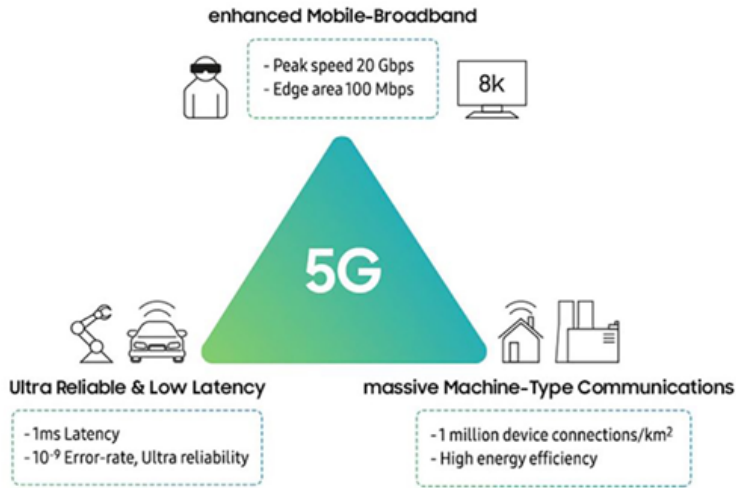 enhanced Mobile-Broadband
- Peak speed 20 Gbps
- Edge area 100 Mbps
8k
5G
Ultra Reliable & Low Latency
- 1ms Latency
- 10⁻⁹ Error-rate, Ultra reliability
massive Machine-Type Communications
- 1 million device connections/km²
- High energy efficiency